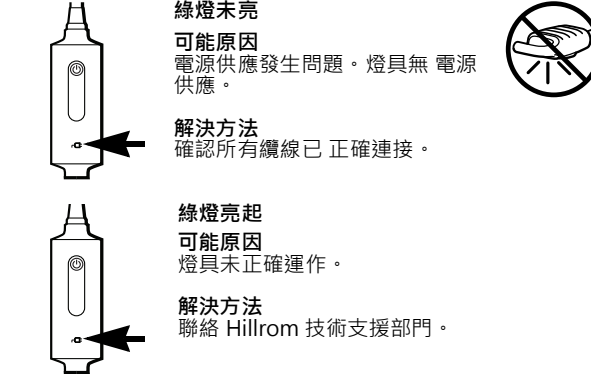 綠燈未亮
可能原因
電源供應發生問題。燈具無 電源
供應。
解決方法
確認所有纜線已 正確連接。
綠燈亮起
可能原因
燈具未正確運作。
解決方法
聯絡 Hillrom 技術支援部門。